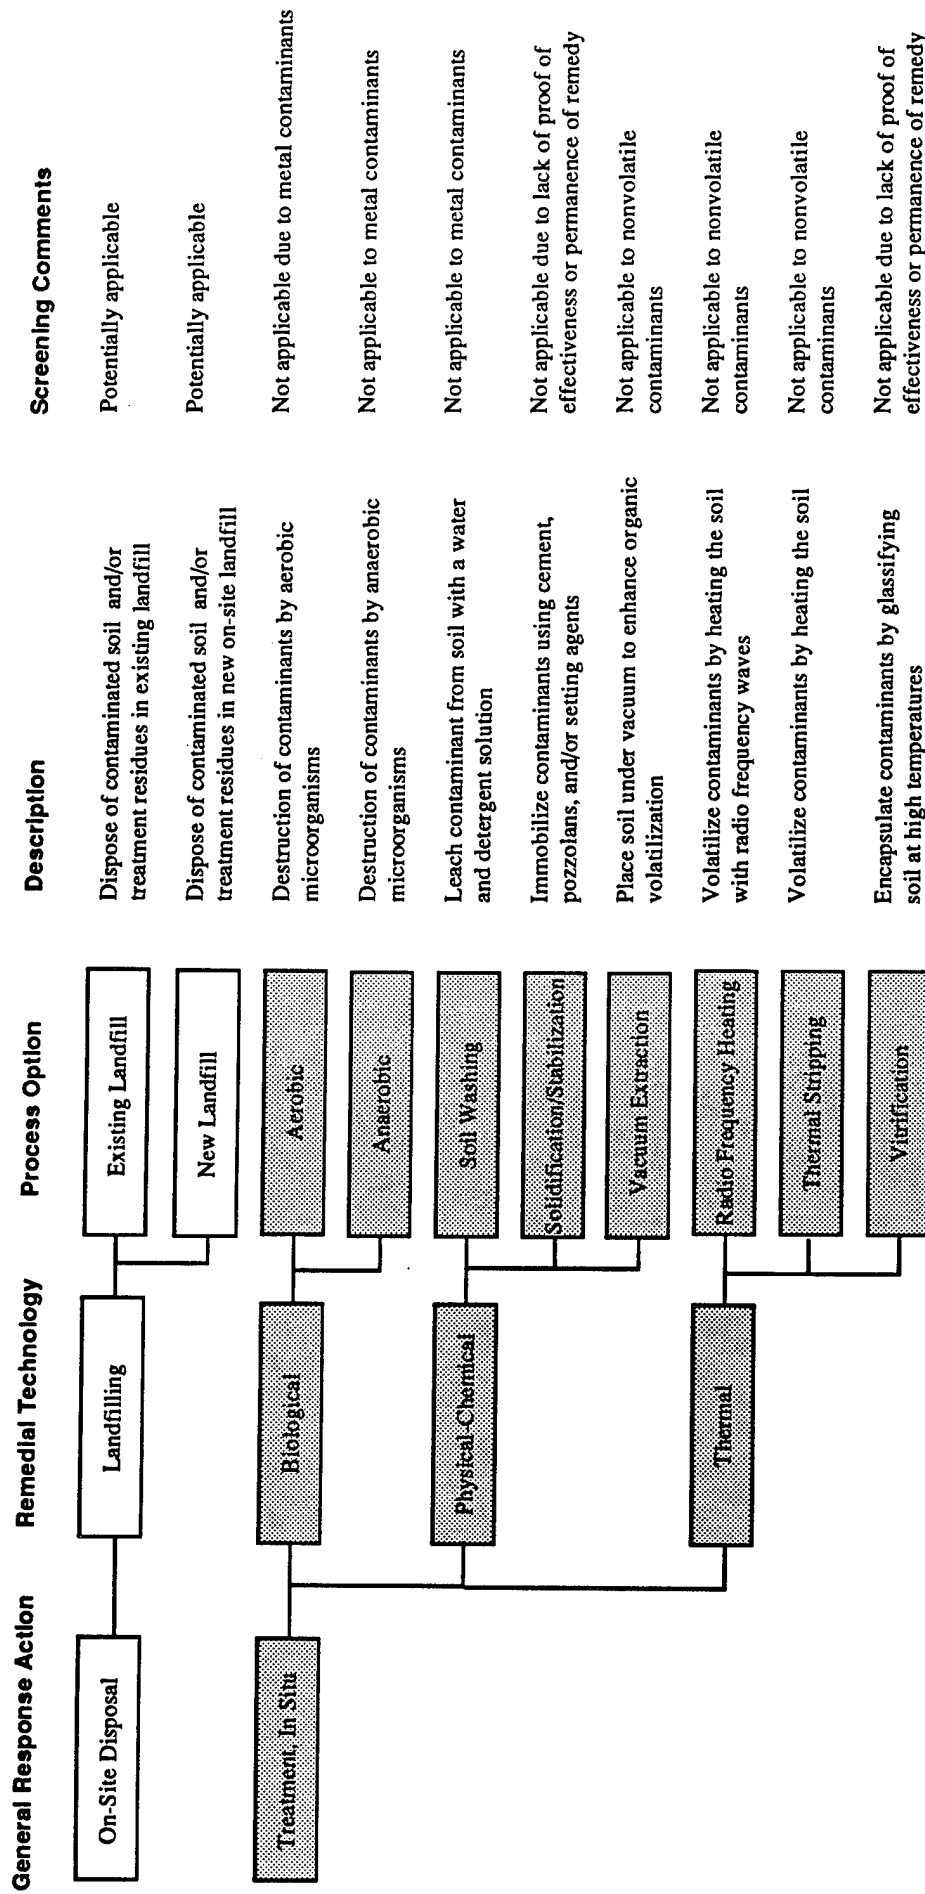 General Response Action
Remedial Technology
Process Option
Description
Screening Comments
On-Site Disposal
Landfilling
Existing Landfill
Dispose of contaminated soil and/or
treatment residues in existing landfill
Potentially applicable
New Landfill
Dispose of contaminated soil and/or
treatment residues in new on-site landfill
Potentially applicable
Treatment, In Situ
Biological
Aerobic
Destruction of contaminants by aerobic
microorganisms
Not applicable due to metal contaminants
Anaerobic
Destruction of contaminants by anaerobic
microorganisms
Not applicable to metal contaminants
Physical-Chemical
Soil Washing
Leach contaminant from soil with a water
and detergent solution
Not applicable to metal contaminants
Solidification/Stabilization
Immobilize contaminants using cement,
pozzolans, and/or setting agents
Not applicable due to lack of proof of
effectiveness or permanence of remedy
Vacuum Extraction
Place soil under vacuum to enhance organic
volatilization
Not applicable to nonvolatile
contaminants
Thermal
Radio Frequency Heating
Volatilize contaminants by heating the soil
with radio frequency waves
Not applicable to nonvolatile
contaminants
Thermal Stripping
Volatilize contaminants by heating the soil
Not applicable to nonvolatile
contaminants
Vitrification
Encapsulate contaminants by glassifying
soil at high temperatures
Not applicable due to lack of proof of
effectiveness or permanence of remedy